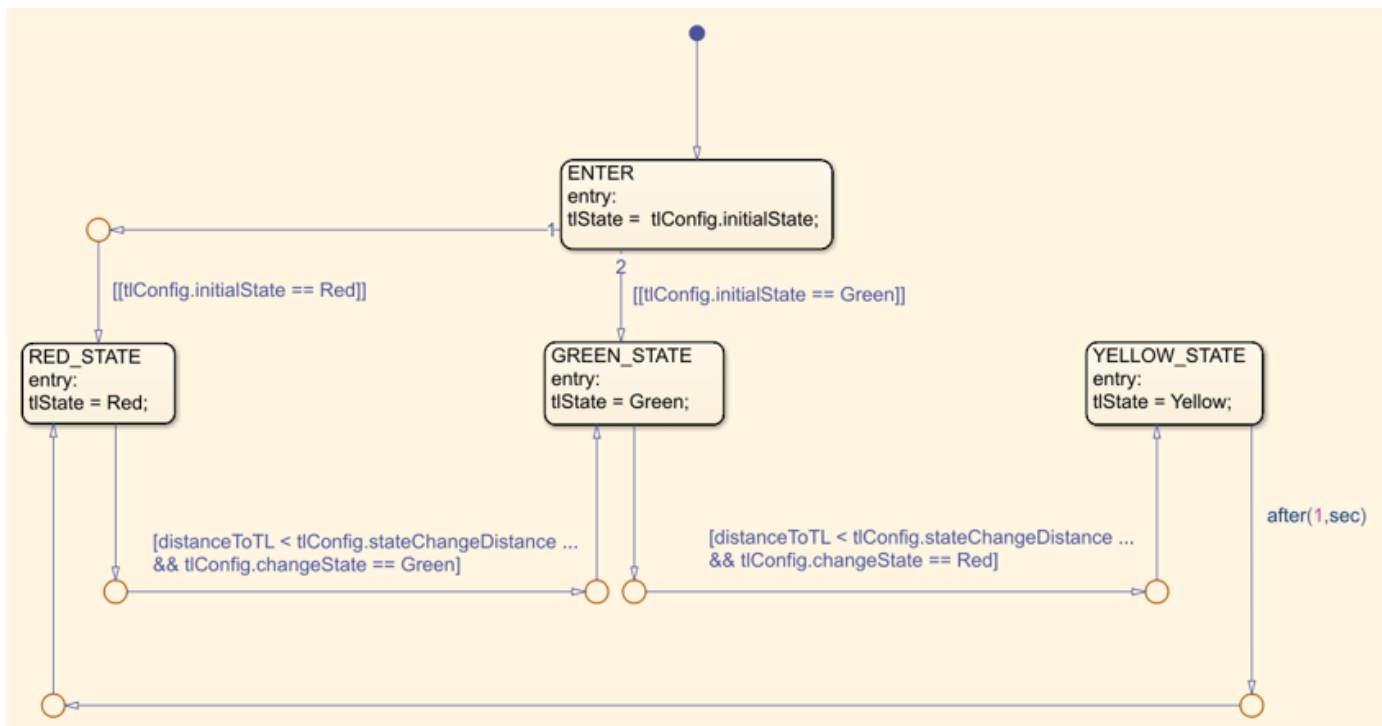 ENTER
entry:
tlState =  tlConfig.initialState;
1
2
[[tlConfig.initialState == Red]]
[[tlConfig.initialState == Green]]
RED_STATE
entry:
tlState = Red;
GREEN_STATE
entry:
tlState = Green;
YELLOW_STATE
entry:
tlState = Yellow;
[distanceToTL < tlConfig.stateChangeDistance ...
&& tlConfig.changeState == Green]
[distanceToTL < tlConfig.stateChangeDistance ...
&& tlConfig.changeState == Red]
after(1,sec)